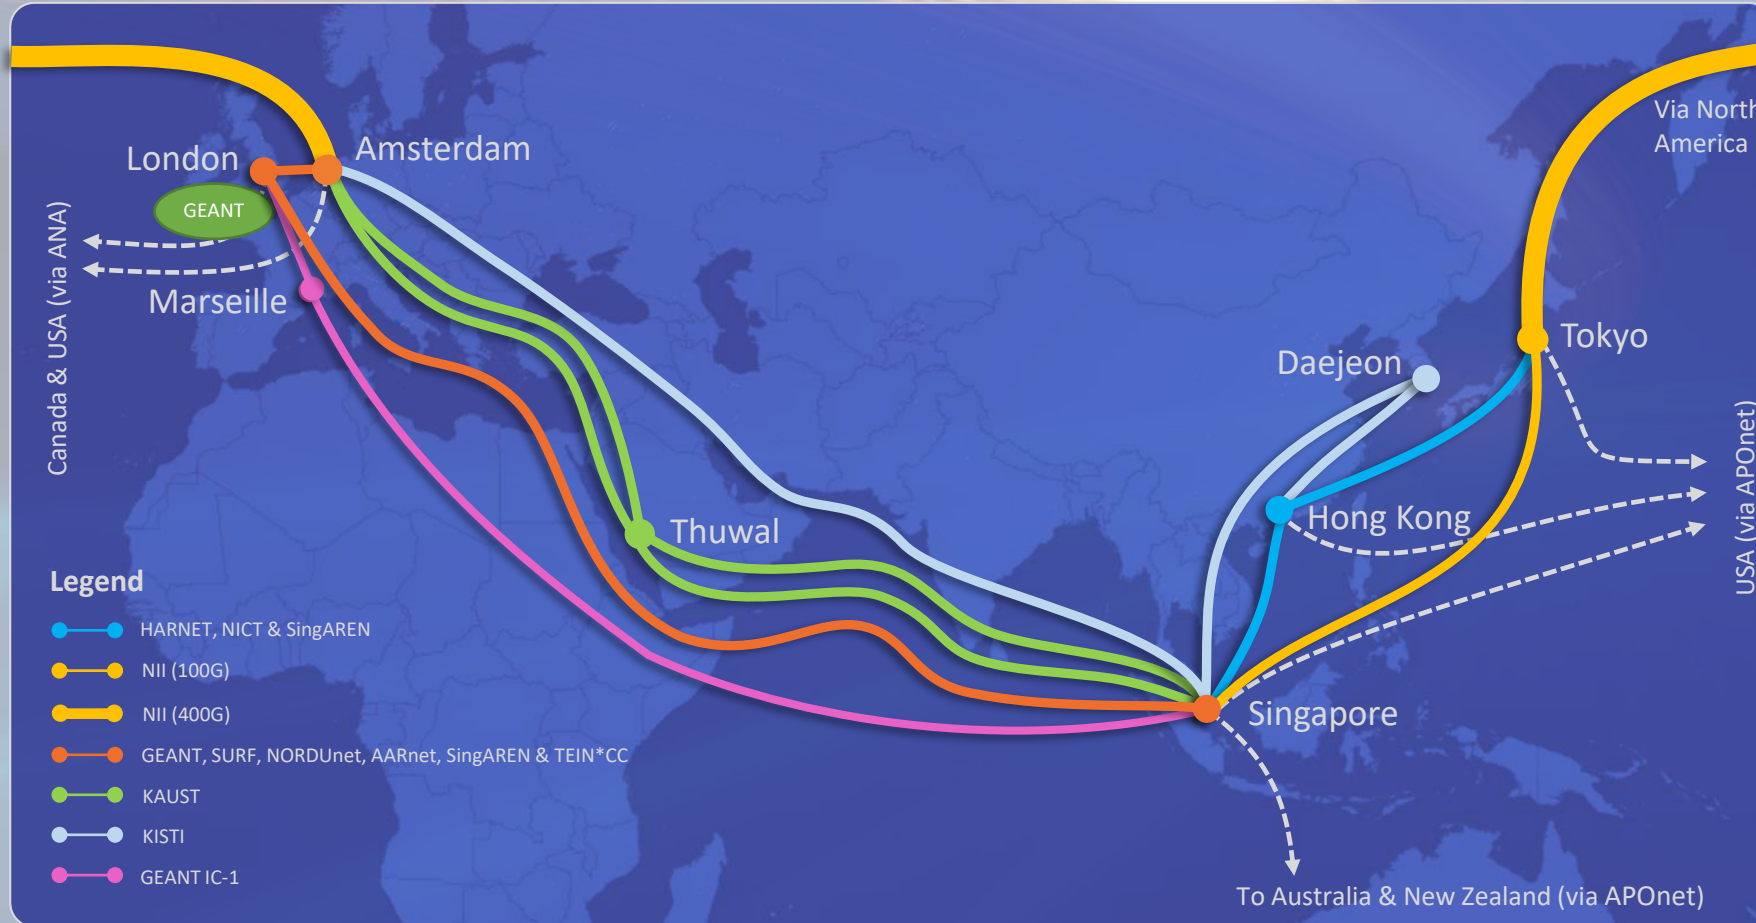 Via North
America
London
Amsterdam
GEANT
Canada & USA (via ANA)
Marseille
Tokyo
Daejeon
USA (via APOnet)
Hong Kong
Thuwal
Singapore
Legend
HARNET, NICT & SingAREN
NII (100G)
NII (400G)
GEANT, SURF, NORDUnet, AARnet, SingAREN & TEIN*CC
KAUST
KISTI
GEANT IC-1
To Australia & New Zealand (via APOnet)